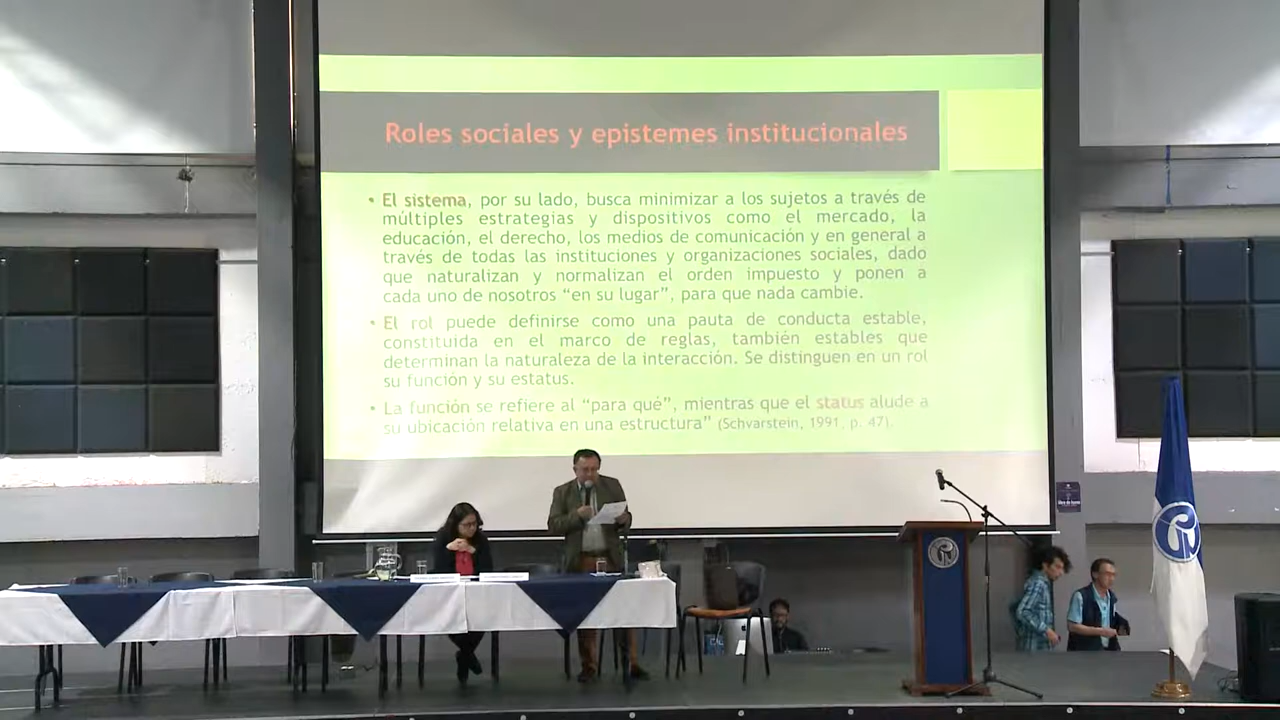 Roles sociales y epistemes institucionales
• El sistema, por su lado, busca minimizar a los sujetos a través de
múltiples estrategias y dispositivos como el mercado, la
educación, el derecho, los medios de comunicación y en general a
través de todas las instituciones y organizaciones sociales, dado
que naturalizan y normalizan el orden impuesto y ponen a
cada uno de nosotros “en su lugar”, para que nada cambie.
• El rol puede definirse como una pauta de conducta estable,
constituida en el marco de reglas, también estables que
determinan la naturaleza de la interacción. Se distinguen en un rol
su función y su estatus.
• La función se refiere al “para qué”, mientras que el status alude a
su ubicación relativa en una estructura” (Schvarstein, 1991, p. 47).